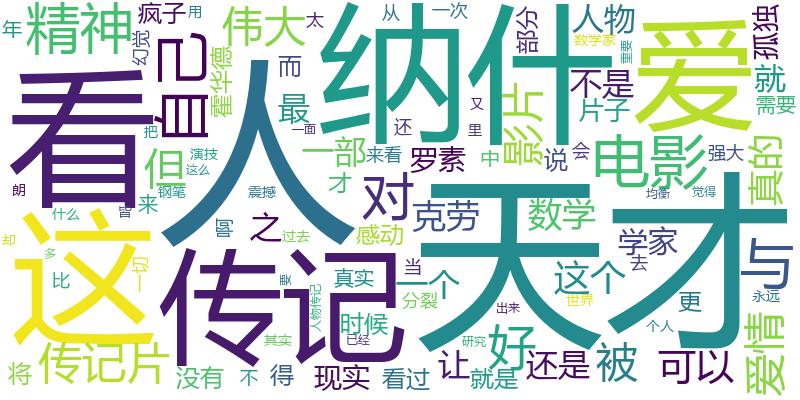 看
人
纳什
爱
这
传记
天才
自己
电影
精神
伟大
疯子
幻觉
年
用
太
从
一次
部分
人物
数学家
重要
孤独
霍华德
而
最
影片
不是
片子
就
需要
把
演技
一面
又
里
还
但
一部
来看
罗素
中
说
会
强大
真的
朗
皆
来
钢笔
这么
震撼
才
对
克劳
数学
均衡
觉得
什么
却
多
一切
啊
之
过去
感动
学家
去
与
比
要
人物传记
真实
当
一个
分裂
这个
世界
更
永远
时候
出来
个人
将
传记片
没有
不
得
其实
已经
现实
看过
让
研究
就是
好
还是
被
可以
爱情